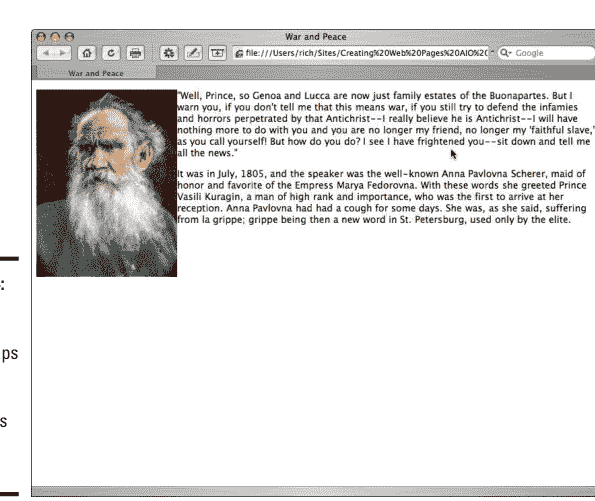 War and Peace
file:///Users/rich/Sites/Creating%20Web%20Pages%20AIO%20(
Google
War and Peace
"Well, Prince, so Genoa and Lucca are now just family estates of the Buonapartes. But I
warn you, if you don't tell me that this means war, if you still try to defend the infamies
and horrors perpetrated by that Antichrist--I really believe he is Antichrist--I will have
nothing more to do with you and you are no longer my friend, no longer my 'faithful slave,'
as you call yourself! But how do you do? I see I have frightened you--sit down and tell me
all the news."
It was in July, 1805, and the speaker was the well-known Anna Pavlovna Scherer, maid of
honor and favorite of the Empress Marya Fedorovna. With these words she greeted Prince
Vasili Kuragin, a man of high rank and importance, who was the first to arrive at her
reception. Anna Pavlovna had had a cough for some days. She was, as she said, suffering
from la grippe; grippe being then a new word in St. Petersburg, used only by the elite.
ps
s